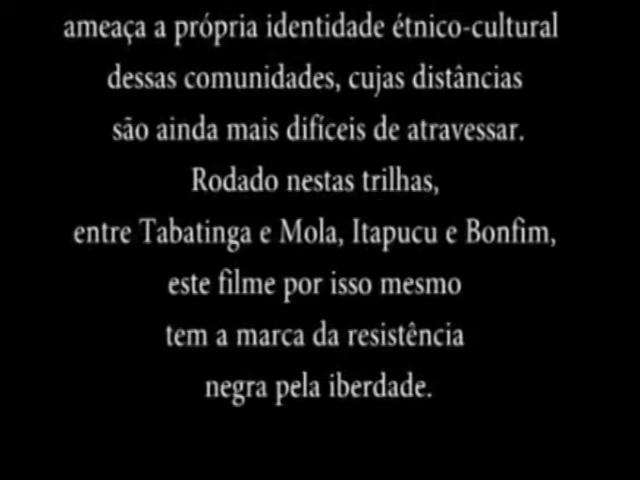 ameaça a própria identidade étnico-cultural
dessas comunidades, cujas distâncias
são ainda mais difíceis de atravessar.
Rodado nestas trilhas,
entre Tabatinga e Mola, Itapucu e Bonfim,
este filme por isso mesmo
tem a marca da resistência
negra pela iberdade.